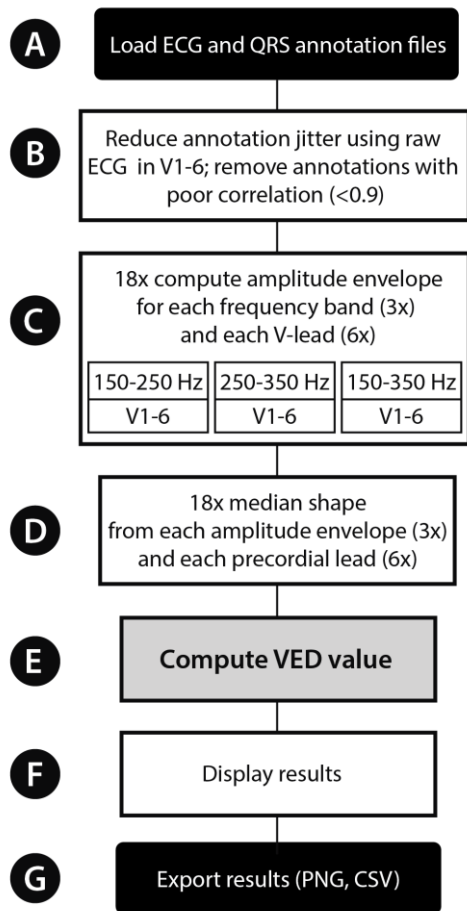 A
Load ECG and QRS annotation files
B
Reduce annotation jitter using raw
ECG in V1-6; remove annotations with
poor correlation (<0.9)
C
18x compute amplitude envelope
for each frequency band (3x)
and each V-lead (6x)
150-250 Hz
250-350 Hz
150-350 Hz
V1-6
V1-6
V1-6
D
18x median shape
from each amplitude envelope (3x)
and each precordial lead (6x)
E
Compute VED value
F
Display results
G
Export results (PNG, CSV)